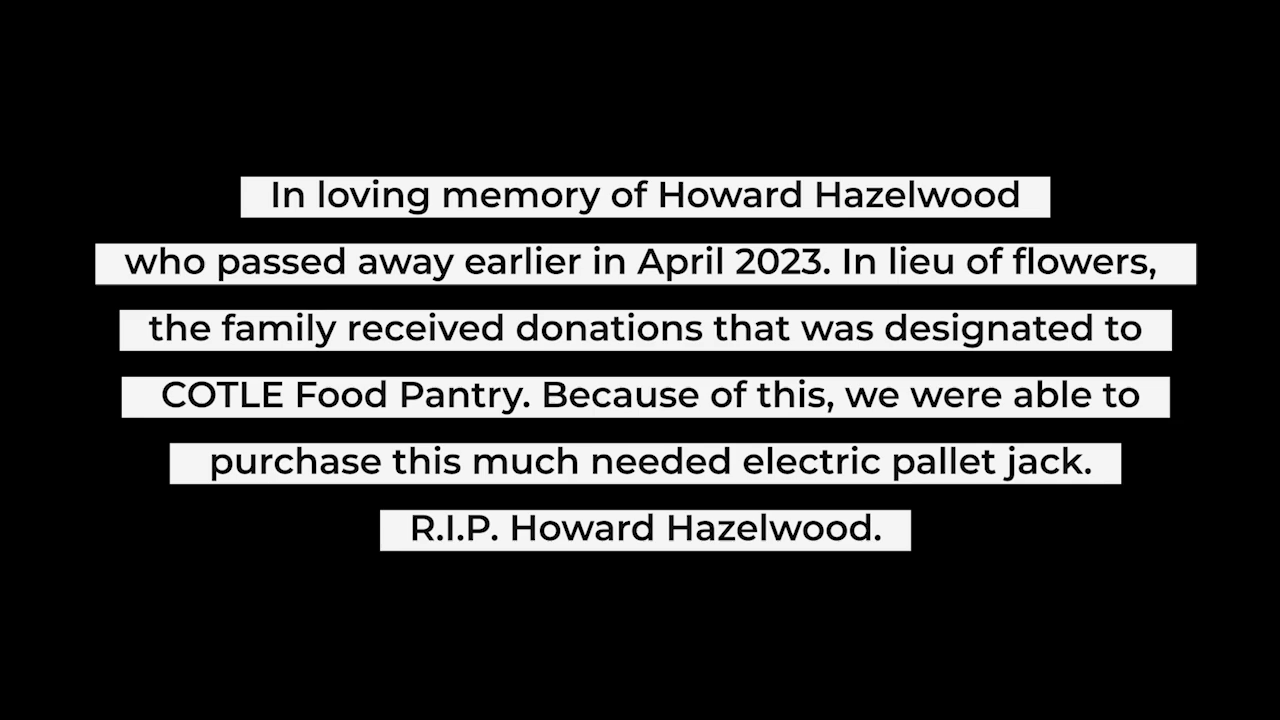 In loving memory of Howard Hazelwood
who passed away earlier in April 2023. In lieu of flowers,
the family received donations that was designated to
COTLE Food Pantry. Because of this, we were able to
purchase this much needed electric pallet jack.
R.I.P. Howard Hazelwood.